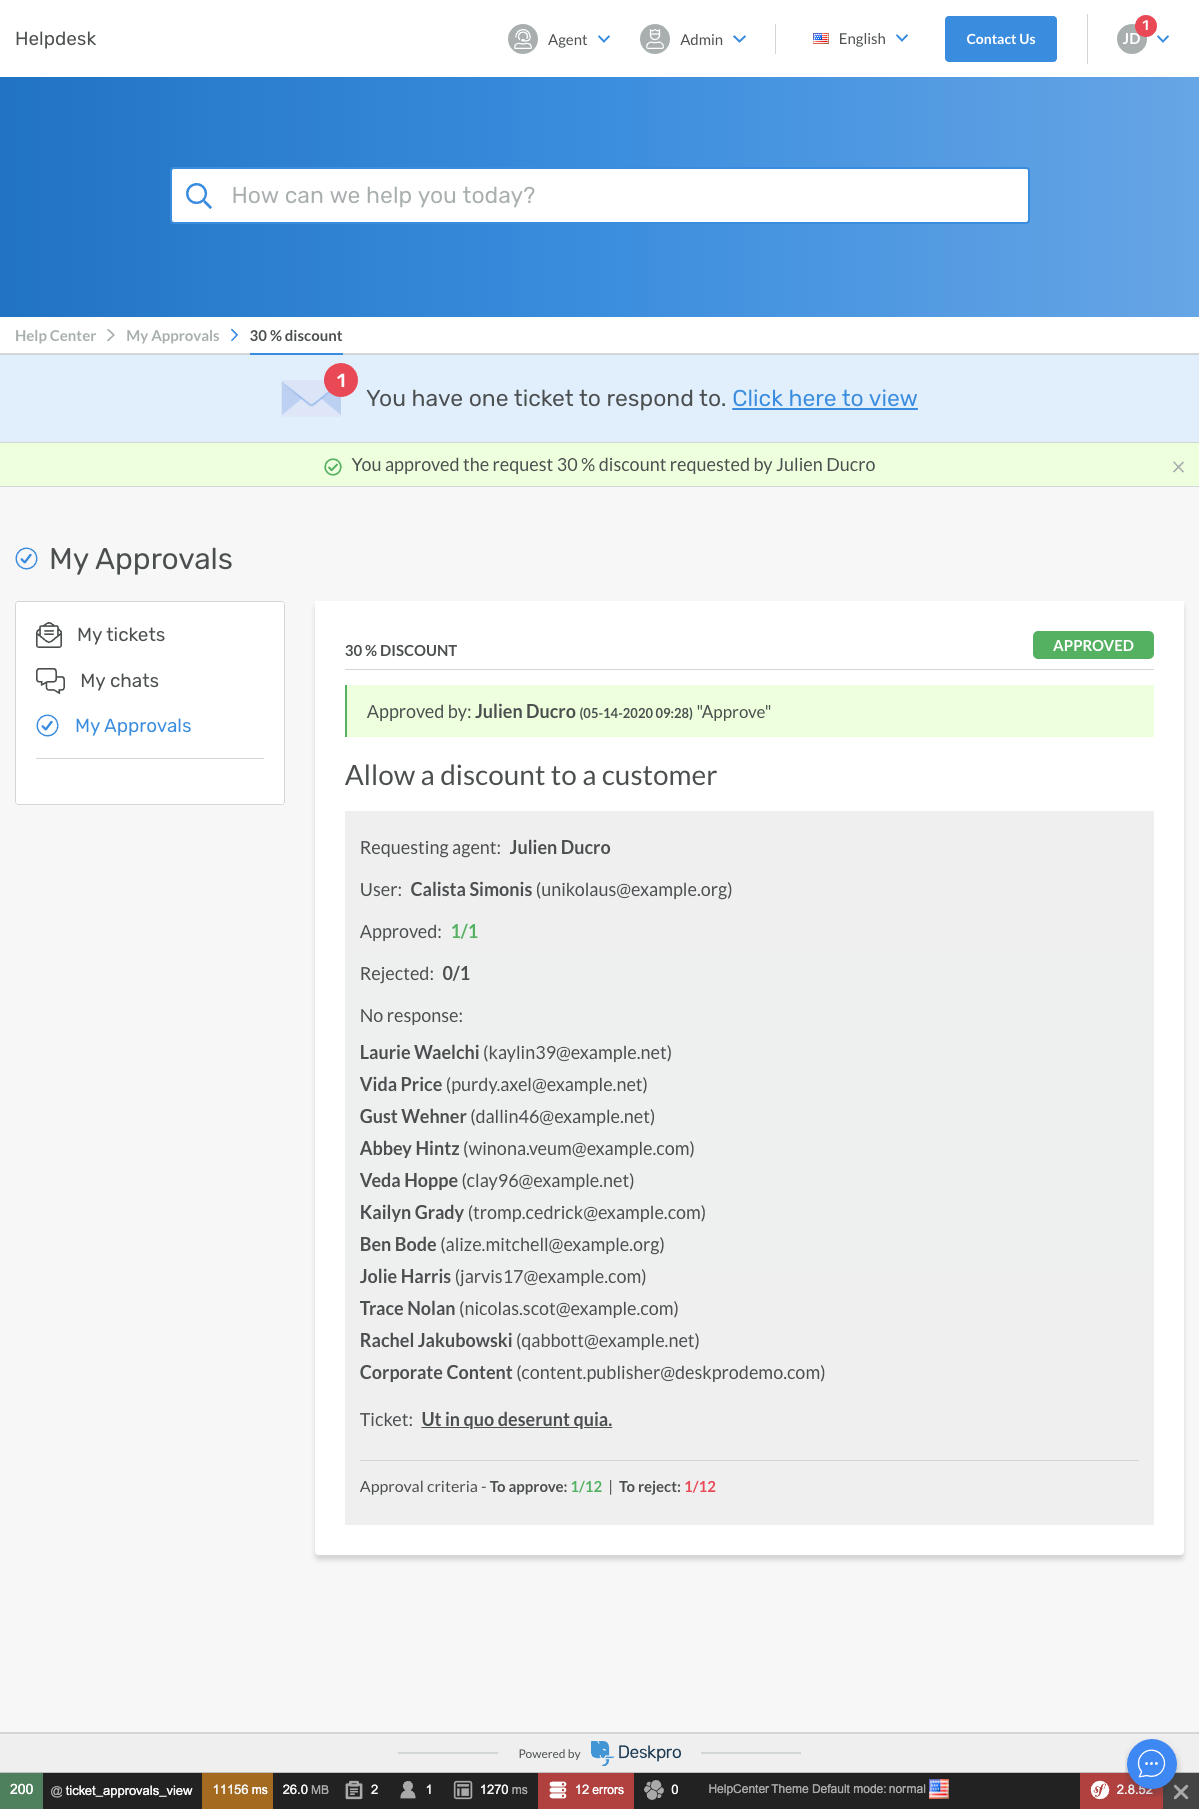 Helpdesk
Agent
Admin
English
Contact Us
JD
1
How can we help you today?
Help Center
My Approvals
30 % discount
1
You have one ticket to respond to. Click here to view
You approved the request 30 % discount requested by Julien Ducro
My Approvals
My tickets
My chats
My Approvals
30 % DISCOUNT
APPROVED
Approved by: Julien Ducro (05-14-2020 09:28) "Approve"
Allow a discount to a customer
Requesting agent: Julien Ducro
User: Calista Simonis (unikolaus@example.org)
Approved: 1/1
Rejected: 0/1
No response:
Laurie Waelchi (kaylin39@example.net)
Vida Price (purdy.axel@example.net)
Gust Wehner (dallin46@example.net)
Abbey Hintz (winona.veum@example.com)
Veda Hoppe (clay96@example.net)
Kailyn Grady (tromp.cedrick@example.com)
Ben Bode (alize.mitchell@example.org)
Jolie Harris (jarvis17@example.com)
Trace Nolan (nicolas.scot@example.com)
Rachel Jakubowski (qabbott@example.net)
Corporate Content (content.publisher@deskprodemo.com)
Ticket: Ut in quo deserunt quia.
Approval criteria - To approve: 1/12 | To reject: 1/12
Powered by Deskpro
200 @ ticket_approvals_view 11156 ms 26.0 MB 2 1 1270 ms 12 errors 0 HelpCenter Theme Default mode: normal 2.8.52